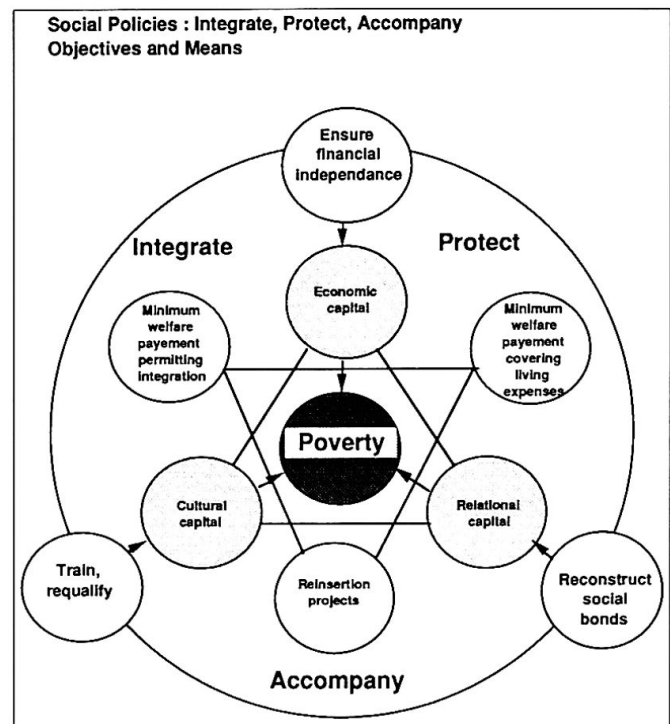 Social Policies : Integrate, Protect, Accompany
Objectives and Means
Ensure
financial
independance
Integrate
Protect
Economic
capital
Minimum
welfare
payement
permitting
integration
Minimum
welfare
payment
covering
living
expenses
Poverty
Cultural
capital
Relational
capital
Train,
requalify
Reinsertion
projects
Reconstruct
social
bonds
Accompany